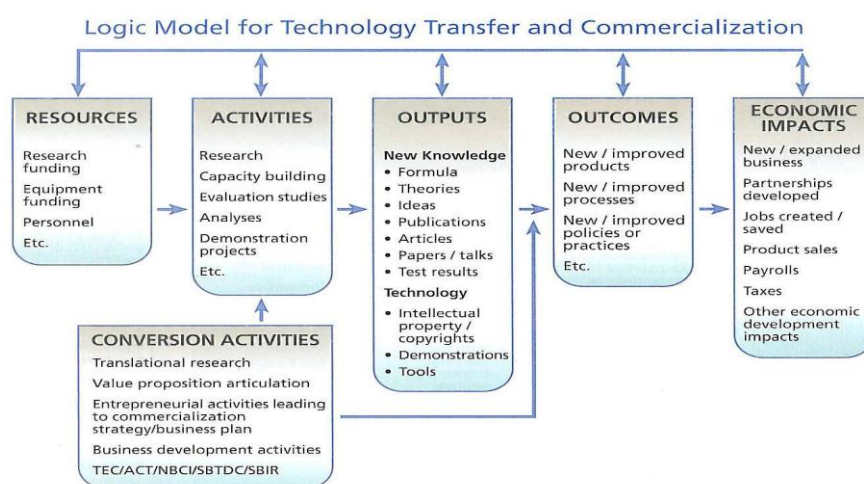 Logic Model for Technology Transfer and Commercialization
RESOURCES
Research
funding
Equipment
funding
Personnel
Etc.
ACTIVITIES
Research
Capacity building
Evaluation studies
Analyses
Demonstration
projects
Etc.
OUTPUTS
New Knowledge
• Formula
• Theories
• Ideas
• Publications
• Articles
• Papers / talks
• Test results
Technology
• Intellectual
property /
copyrights
• Demonstrations
• Tools
OUTCOMES
New / improved
products
New / improved
processes
New / improved
policies or
practices
Etc.
ECONOMIC
IMPACTS
New / expanded
business
Partnerships
developed
Jobs created /
saved
Product sales
Payrolls
Taxes
Other economic
development
impacts
CONVERSION ACTIVITIES
Translational research
Value proposition articulation
Entrepreneurial activities leading
to commercialization
strategy/business plan
Business development activities
TEC/ACT/NBCI/SBTDC/SBIR